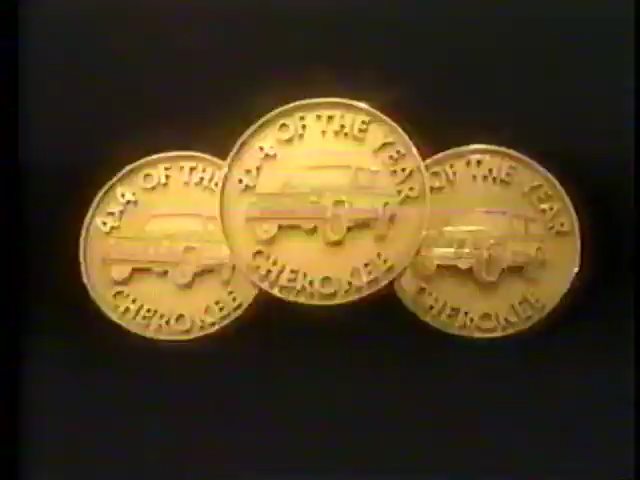 4x4 OF THE
CHEROKEE
4x4 OF THE YEAR
CHEROKEE
OF THE YEAR
CHEROKEE